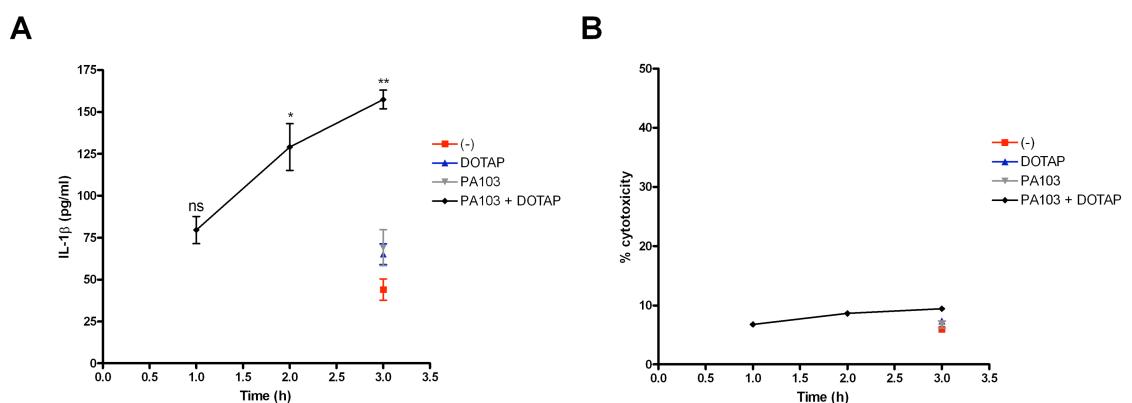 A
IL-1β (pg/ml)
175
150
125
100
75
50
25
0
ns
*
**
0.0 0.5 1.0 1.5 2.0 2.5 3.0 3.5
Time (h)
(-)
DOTAP
PA103
PA103 + DOTAP
B
% cytotoxicity
50
40
30
20
10
0
0.0 0.5 1.0 1.5 2.0 2.5 3.0 3.5
Time (h)
(-)
DOTAP
PA103
PA103 + DOTAP